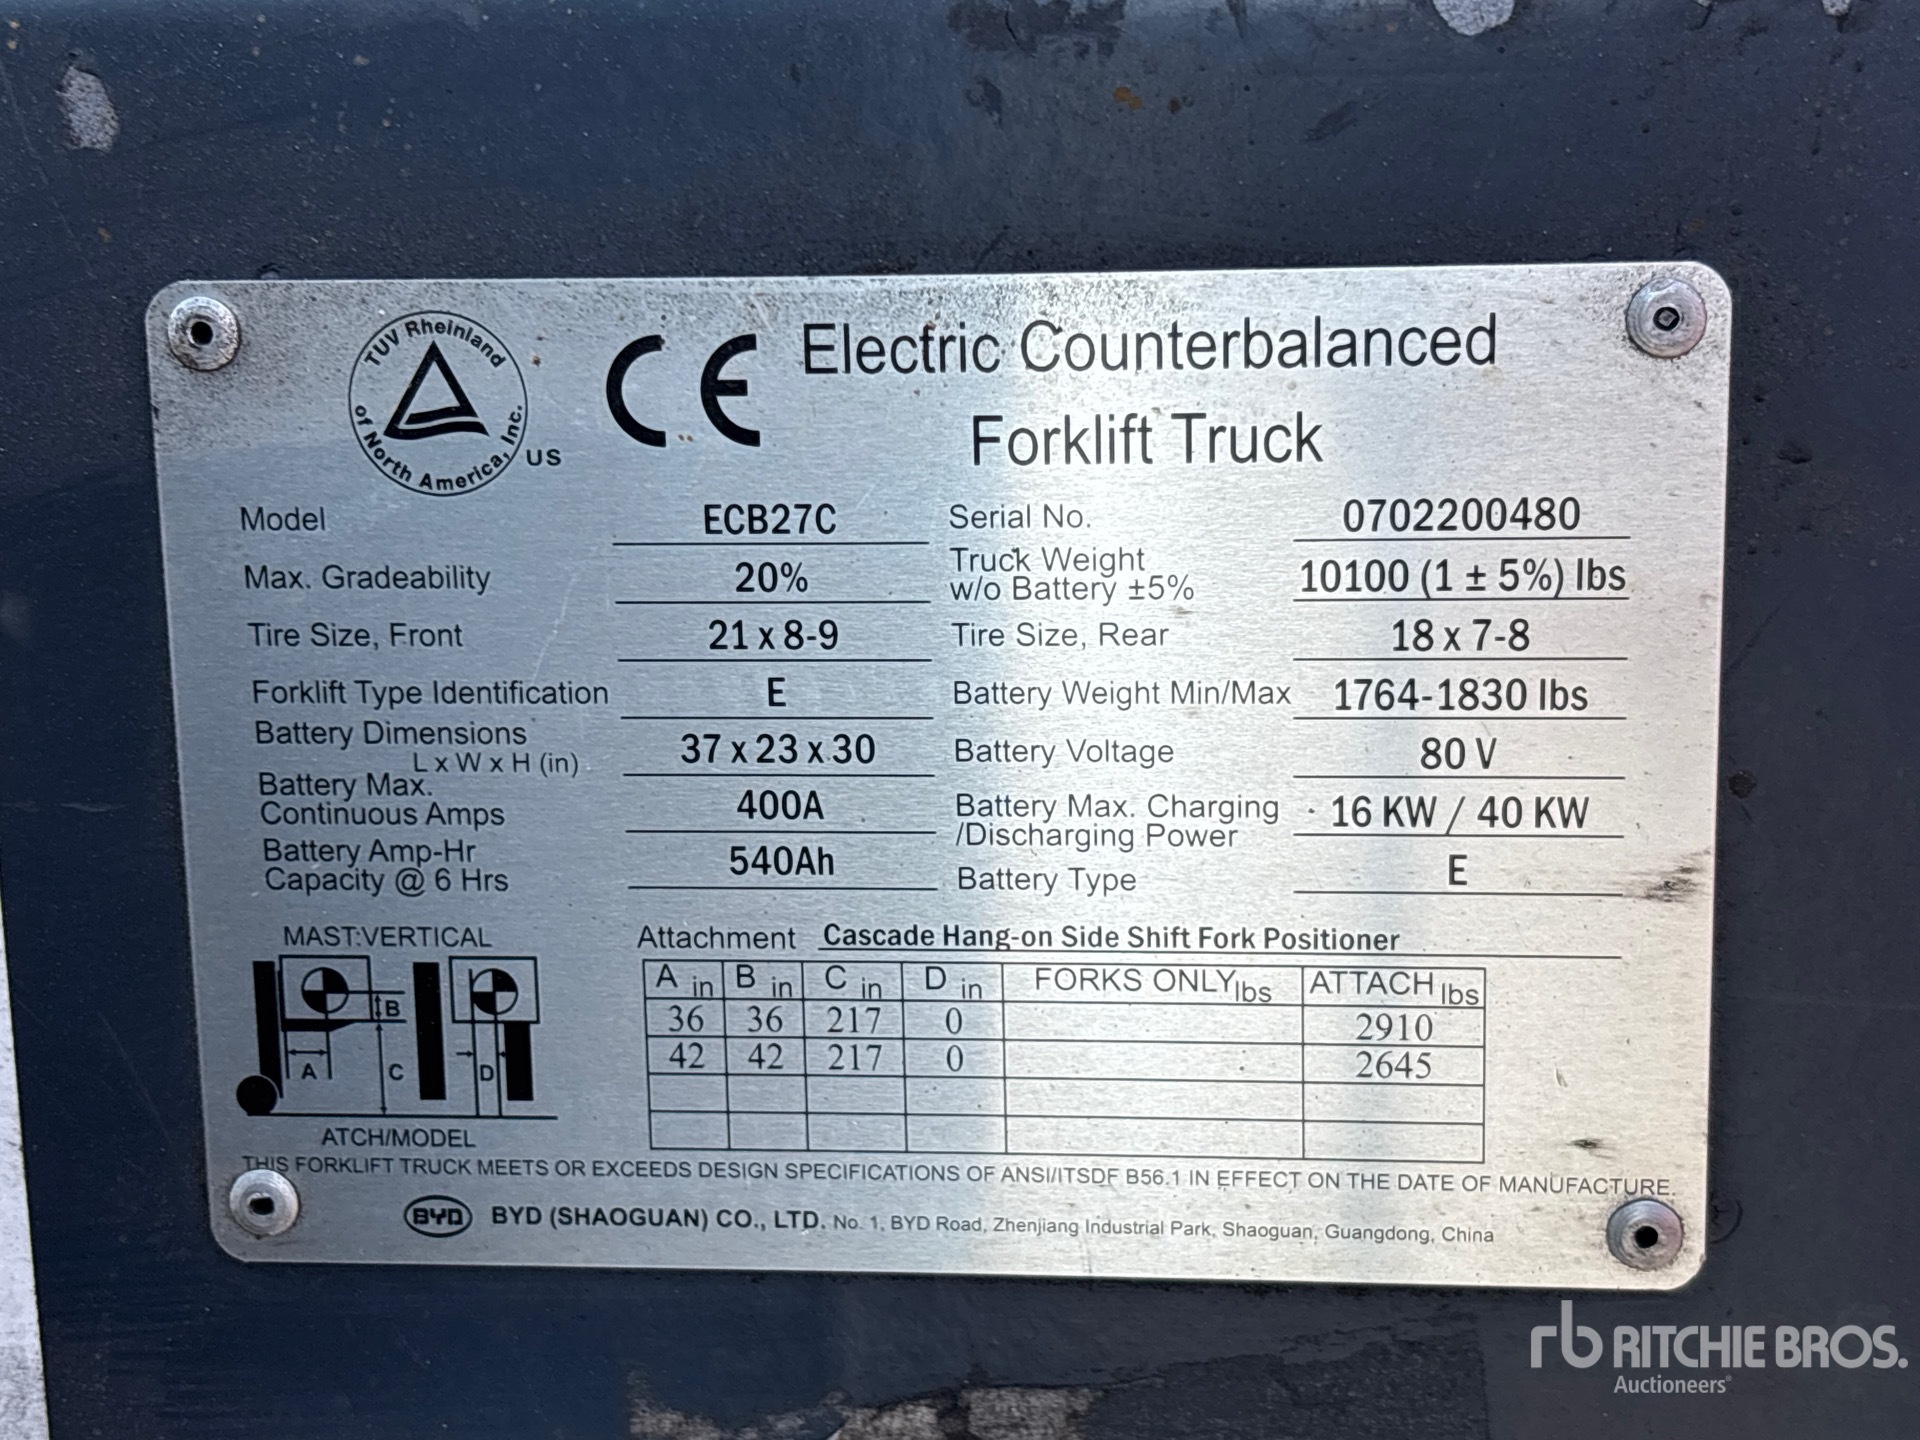 TUV Rheinland of North America, Inc. US
CE
Electric Counterbalanced
Forklift Truck
Model ECB27C Serial No. 0702200480
Max. Gradeability 20% Truck Weight w/o Battery ±5% 10100 (1 ± 5%) lbs
Tire Size, Front 21 x 8-9 Tire Size, Rear 18 x 7-8
Forklift Type Identification E Battery Weight Min/Max 1764-1830 lbs
Battery Dimensions L x W x H (in) 37 x 23 x 30 Battery Voltage 80 V
Battery Max. Continuous Amps 400A Battery Max. Charging /Discharging Power 16 KW / 40 KW
Battery Amp-Hr Capacity @ 6 Hrs 540Ah Battery Type E
MAST:VERTICAL
B
A C D
ATCH/MODEL
Attachment Cascade Hang-on Side Shift Fork Positioner
A in B in C in D in FORKS ONLY lbs ATTACH lbs
36 36 217 0 2910
42 42 217 0 2645
THIS FORKLIFT TRUCK MEETS OR EXCEEDS DESIGN SPECIFICATIONS OF ANSI/ITSDF B56.1 IN EFFECT ON THE DATE OF MANUFACTURE.
BYD BYD (SHAOGUAN) CO., LTD. No. 1, BYD Road, Zhenjiang Industrial Park, Shaoguan, Guangdong, China
rb RITCHIE BROS.
Auctioneers